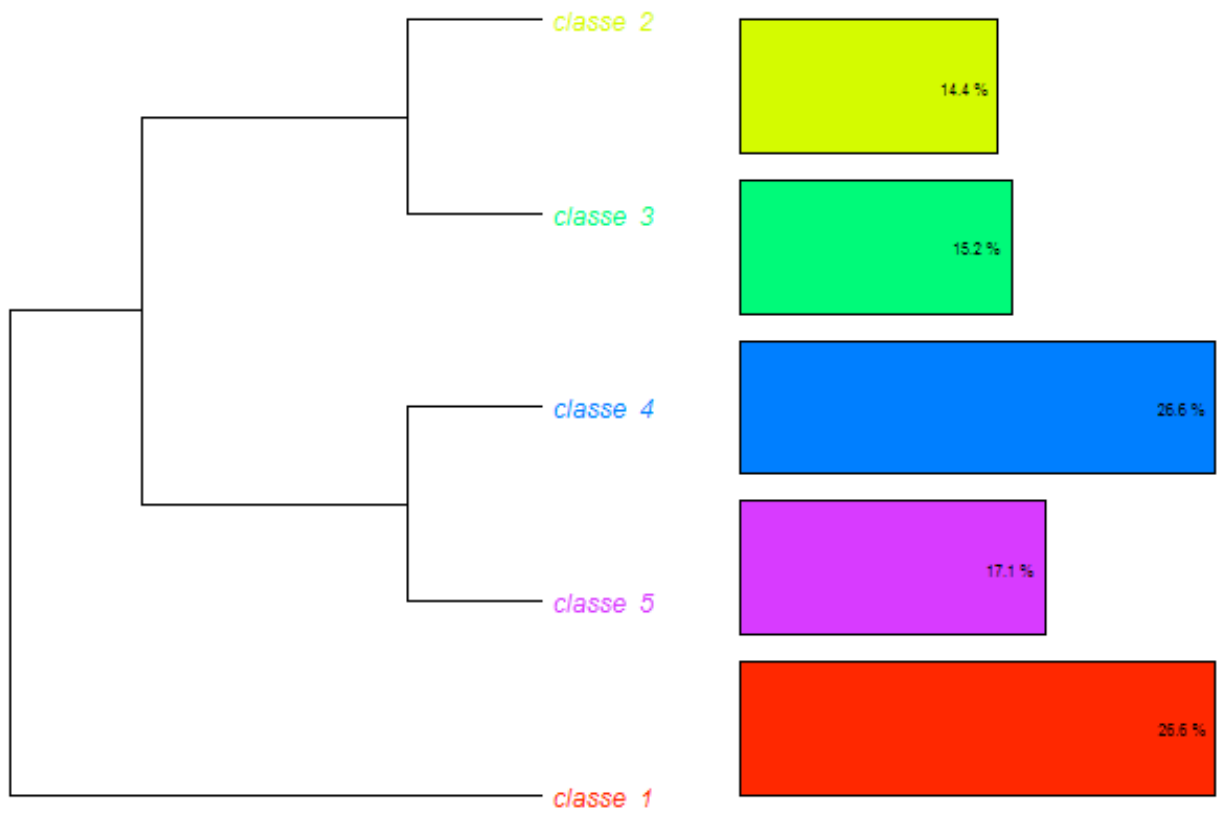 classe 2
14.4 %
classe 3
15.2 %
classe 4
26.6 %
classe 5
17.1 %
26.6 %
classe 1